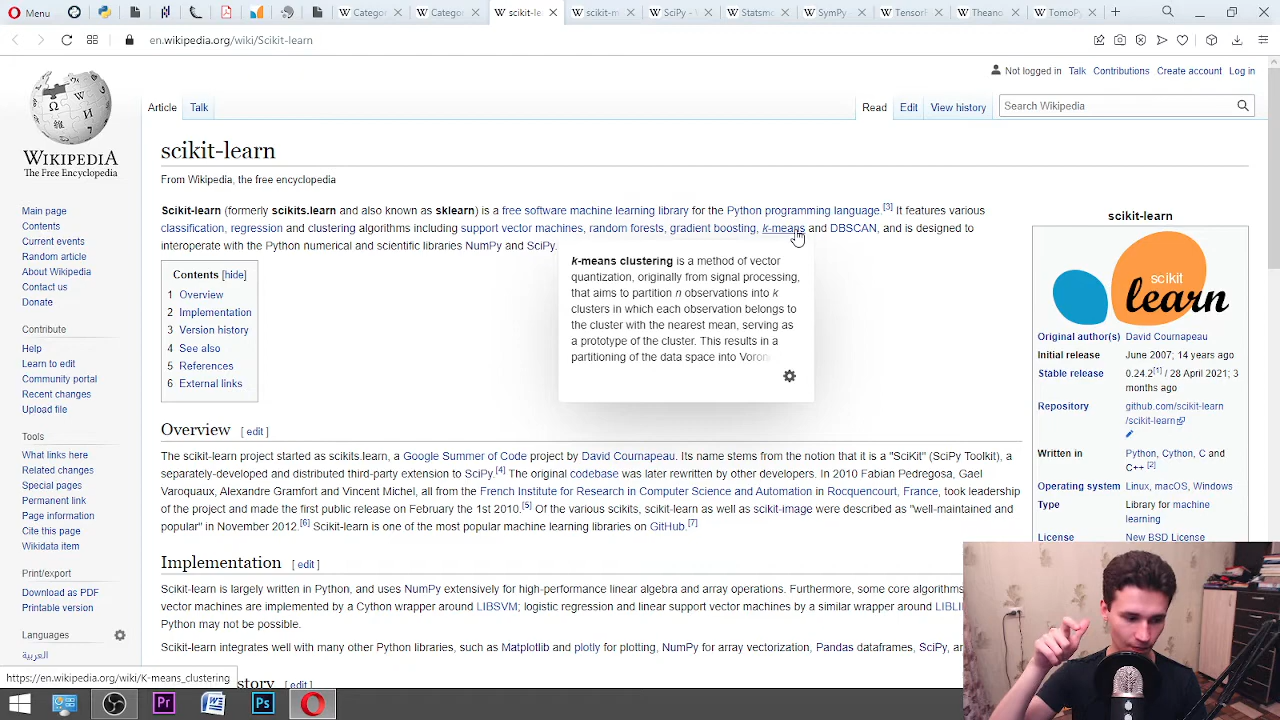 Menu
Categor
Categor
scikit-le
scikit-m
SciPy -
Statsmo
SymPy
TensorF
Theano
TomoPy
en.wikipedia.org/wiki/Scikit-learn
Not logged in Talk Contributions Create account Log in
Article Talk
Read Edit View history
Search Wikipedia
WIKIPEDIA
The Free Encyclopedia
Main page
Contents
Current events
Random article
About Wikipedia
Contact us
Donate
Contribute
Help
Learn to edit
Community portal
Recent changes
Upload file
Tools
What links here
Related changes
Special pages
Permanent link
Page information
Cite this page
Wikidata item
Print/export
Download as PDF
Printable version
Languages
العربية
scikit-learn
From Wikipedia, the free encyclopedia
Scikit-learn (formerly scikits.learn and also known as sklearn) is a free software machine learning library for the Python programming language.[3] It features various
classification, regression and clustering algorithms including support vector machines, random forests, gradient boosting, k-means and DBSCAN, and is designed to
interoperate with the Python numerical and scientific libraries NumPy and SciPy.
Contents [hide]
1 Overview
2 Implementation
3 Version history
4 See also
5 References
6 External links
k-means clustering is a method of vector
quantization, originally from signal processing,
that aims to partition n observations into k
clusters in which each observation belongs to
the cluster with the nearest mean, serving as
a prototype of the cluster. This results in a
partitioning of the data space into Voron
Overview [ edit ]
The scikit-learn project started as scikits.learn, a Google Summer of Code project by David Cournapeau. Its name stems from the notion that it is a "SciKit" (SciPy Toolkit), a
separately-developed and distributed third-party extension to SciPy.[4] The original codebase was later rewritten by other developers. In 2010 Fabian Pedregosa, Gael
Varoquaux, Alexandre Gramfort and Vincent Michel, all from the French Institute for Research in Computer Science and Automation in Rocquencourt, France, took leadership
of the project and made the first public release on February the 1st 2010.[5] Of the various scikits, scikit-learn as well as scikit-image were described as "well-maintained and
popular" in November 2012.[6] Scikit-learn is one of the most popular machine learning libraries on GitHub.[7]
Implementation [ edit ]
Scikit-learn is largely written in Python, and uses NumPy extensively for high-performance linear algebra and array operations. Furthermore, some core algorithms
vector machines are implemented by a Cython wrapper around LIBSVM; logistic regression and linear support vector machines by a similar wrapper around LIBLI
Python may not be possible.
Scikit-learn integrates well with many other Python libraries, such as Matplotlib and plotly for plotting, NumPy for array vectorization, Pandas dataframes, SciPy, an
story [ edit ]
scikit-learn
scikit
learn
Original author(s) David Cournapeau
Initial release June 2007; 14 years ago
Stable release 0.24.2[1] / 28 April 2021; 3
months ago
Repository github.com/scikit-learn
/scikit-learn
Written in Python, Cython, C and
C++ [2]
Operating system Linux, macOS, Windows
Type Library for machine
learning
License New BSD License
https://en.wikipedia.org/wiki/K-means_clustering
Pr
Ps